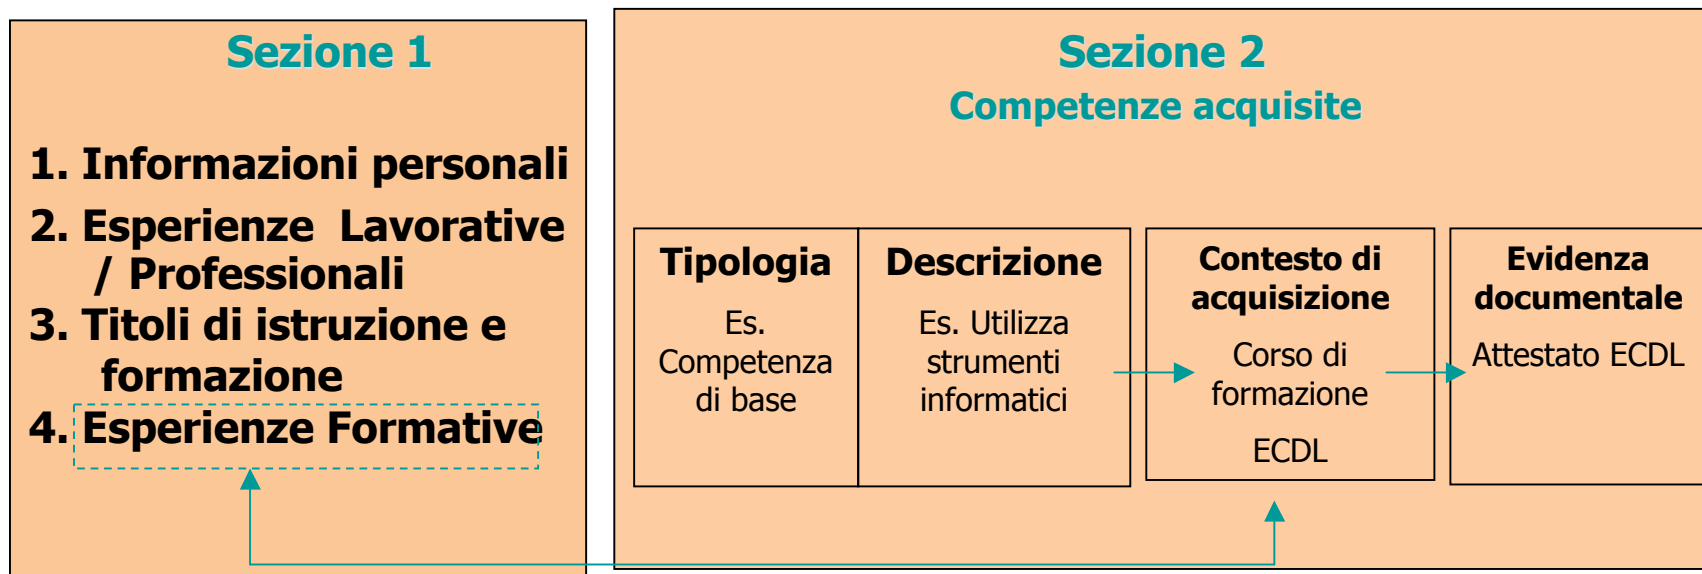 Sezione 1
1. Informazioni personali
2. Esperienze Lavorative
/ Professionali
3. Titoli di istruzione e
formazione
4. Esperienze Formative
Sezione 2
Competenze acquisite
Tipologia
Es.
Competenza
di base
Descrizione
Es. Utilizza
strumenti
informatici
Contesto di
acquisizione
Corso di
formazione
ECDL
Evidenza
documentale
Attestato ECDL